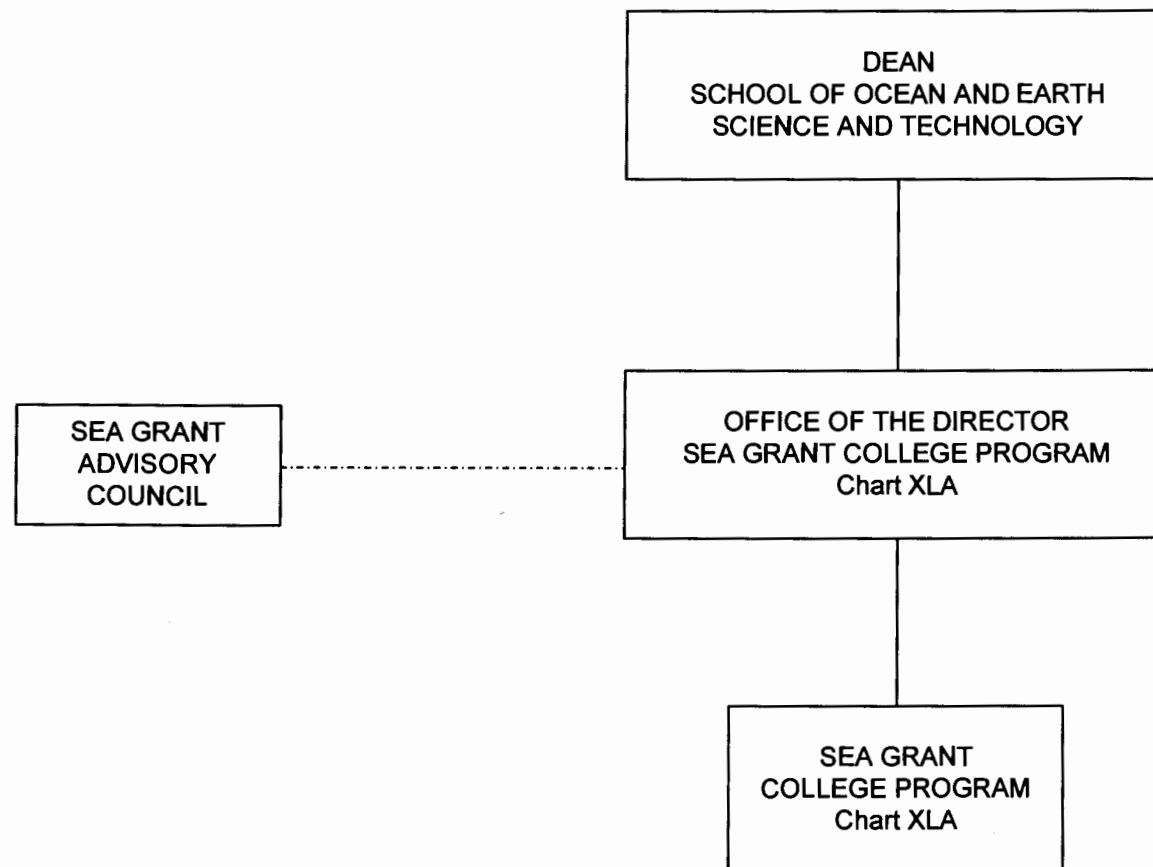 DEAN
SCHOOL OF OCEAN AND EARTH
SCIENCE AND TECHNOLOGY
SEA GRANT
ADVISORY
COUNCIL
OFFICE OF THE DIRECTOR
SEA GRANT COLLEGE PROGRAM
Chart XLA
SEA GRANT
COLLEGE PROGRAM
Chart XLA